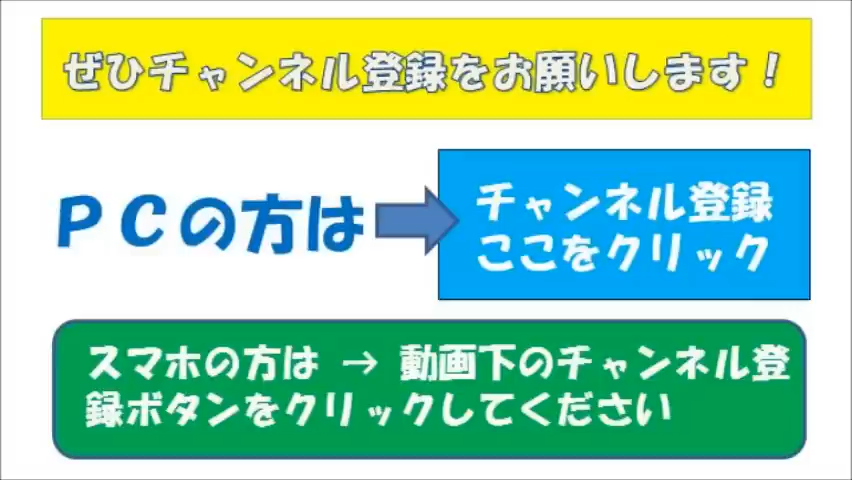 ぜひチャンネル登録をお願いします！
ＰＣの方は
チャンネル登録
ここをクリック
スマホの方は → 動画下のチャンネル登
録ボタンをクリックしてください